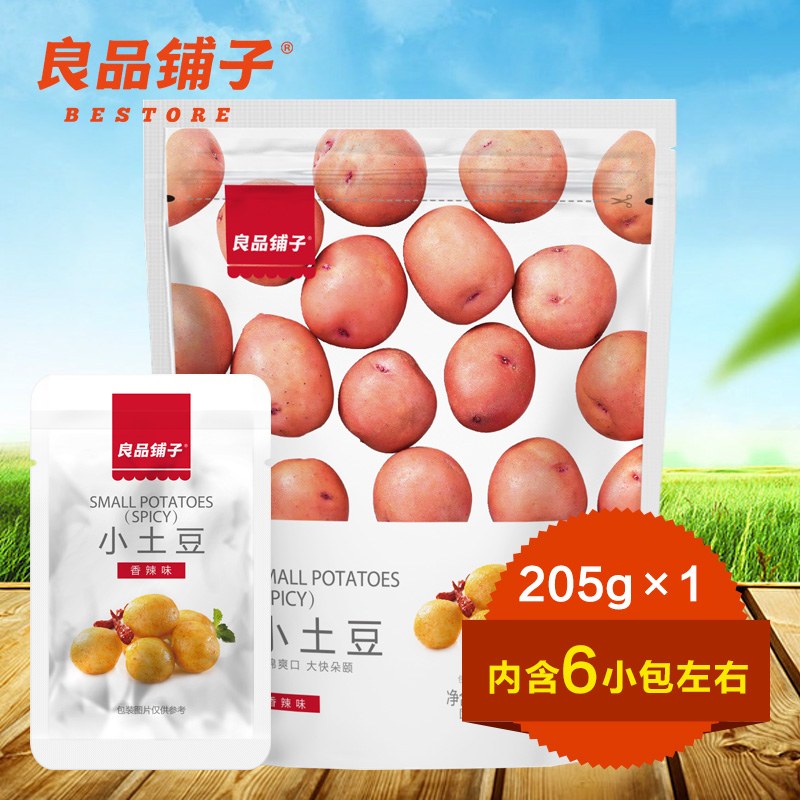 良品铺子®
BESTORE
良品铺子®
良品铺子®
SMALL POTATOES
(SPICY)
小土豆
香辣味
包装图片仅供参考
MALL POTATOES
PICY)
小土豆
爽口 大快朵颐
香辣味
净
205g×1
内含6小包左右